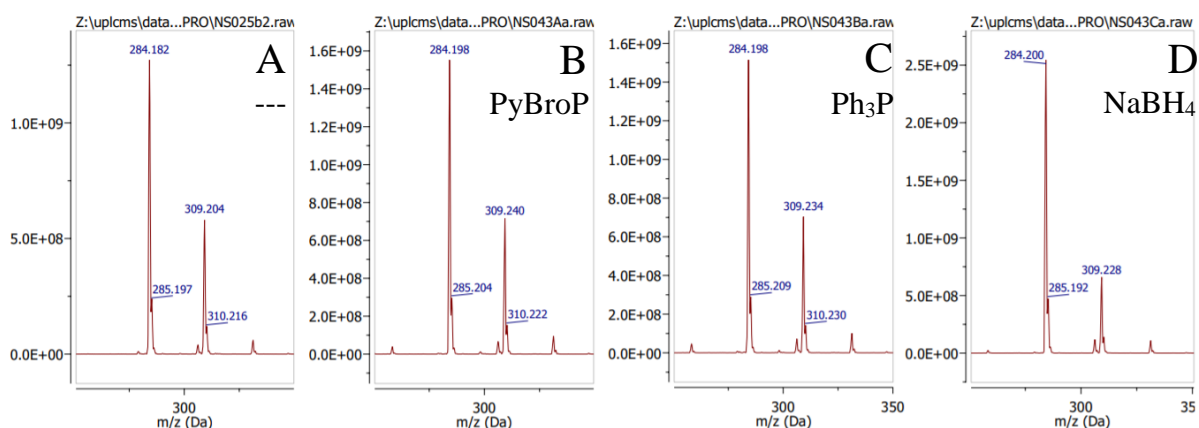 Z:\uplcms\data...PRO\NS025b2.raw
A
---
284.182
285.197
309.204
310.216
1.0E+09
5.0E+08
0.0E+00
300
m/z (Da)
Z:\uplcms\data...PRO\NS043Aa.raw
B
PyBroP
284.198
285.204
309.240
310.222
1.6E+09
1.4E+09
1.2E+09
1.0E+09
8.0E+08
6.0E+08
4.0E+08
2.0E+08
0.0E+00
300
m/z (Da)
Z:\uplcms\data...PRO\NS043Ba.raw
C
Ph₃P
284.198
285.209
309.234
310.230
1.6E+09
1.4E+09
1.2E+09
1.0E+09
8.0E+08
6.0E+08
4.0E+08
2.0E+08
0.0E+00
300
350
m/z (Da)
Z:\uplcms\data...PRO\NS043Ca.raw
D
NaBH₄
284.200
285.192
309.228
2.5E+09
2.0E+09
1.5E+09
1.0E+09
5.0E+08
0.0E+00
300
35
m/z (Da)